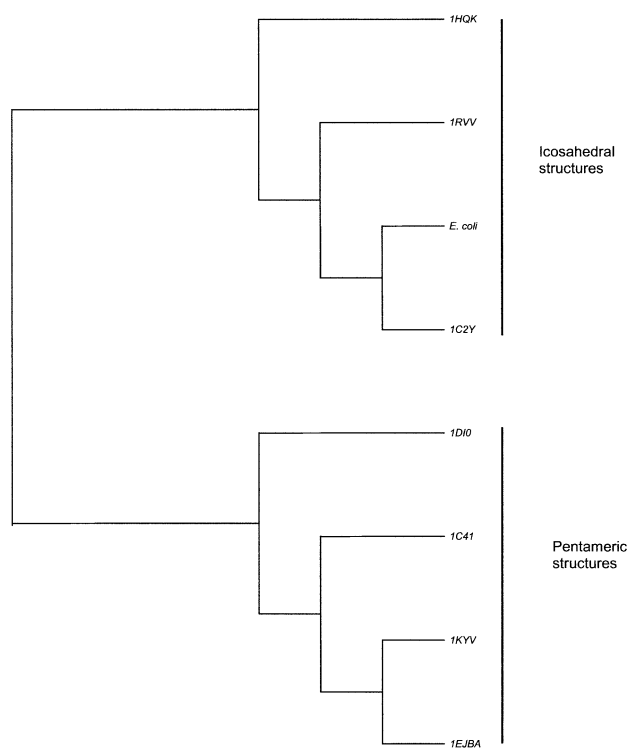 1HQK
1RVV
Icosahedral
structures
E. coli
1C2Y
1DI0
1C41
Pentameric
structures
1KYV
1EJBA